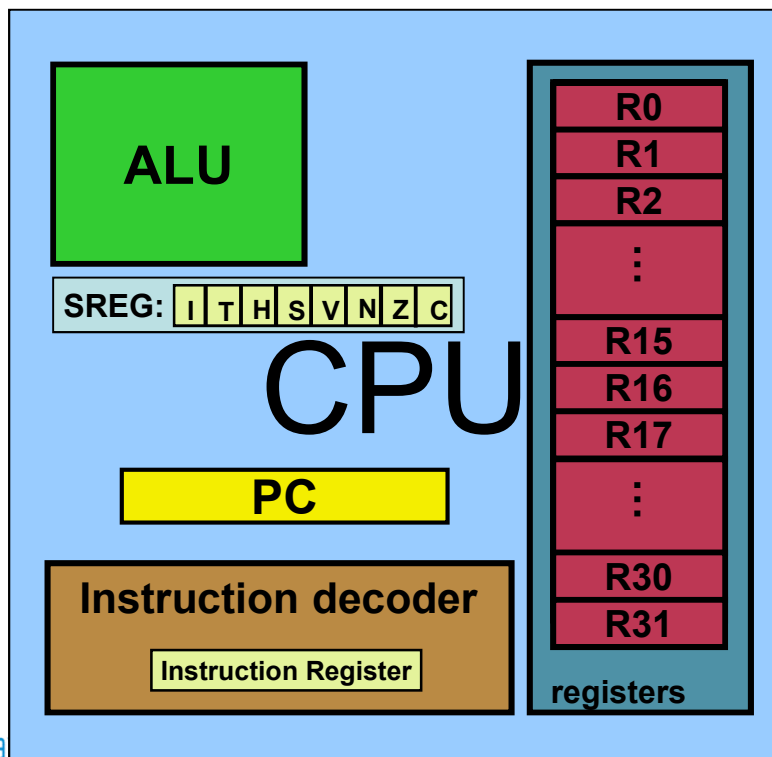 ALU
SREG: I T H S V N Z C
CPU
PC
Instruction decoder
Instruction Register
R0
R1
R2
⋮
R15
R16
R17
⋮
R30
R31
registers